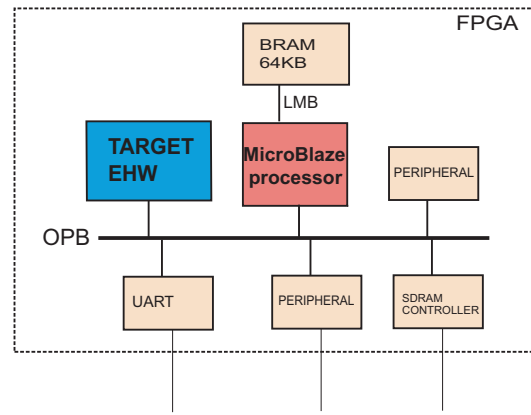 FPGA
BRAM
64KB
LMB
TARGET
EHW
MicroBlaze
processor
PERIPHERAL
OPB
UART
PERIPHERAL
SDRAM
CONTROLLER